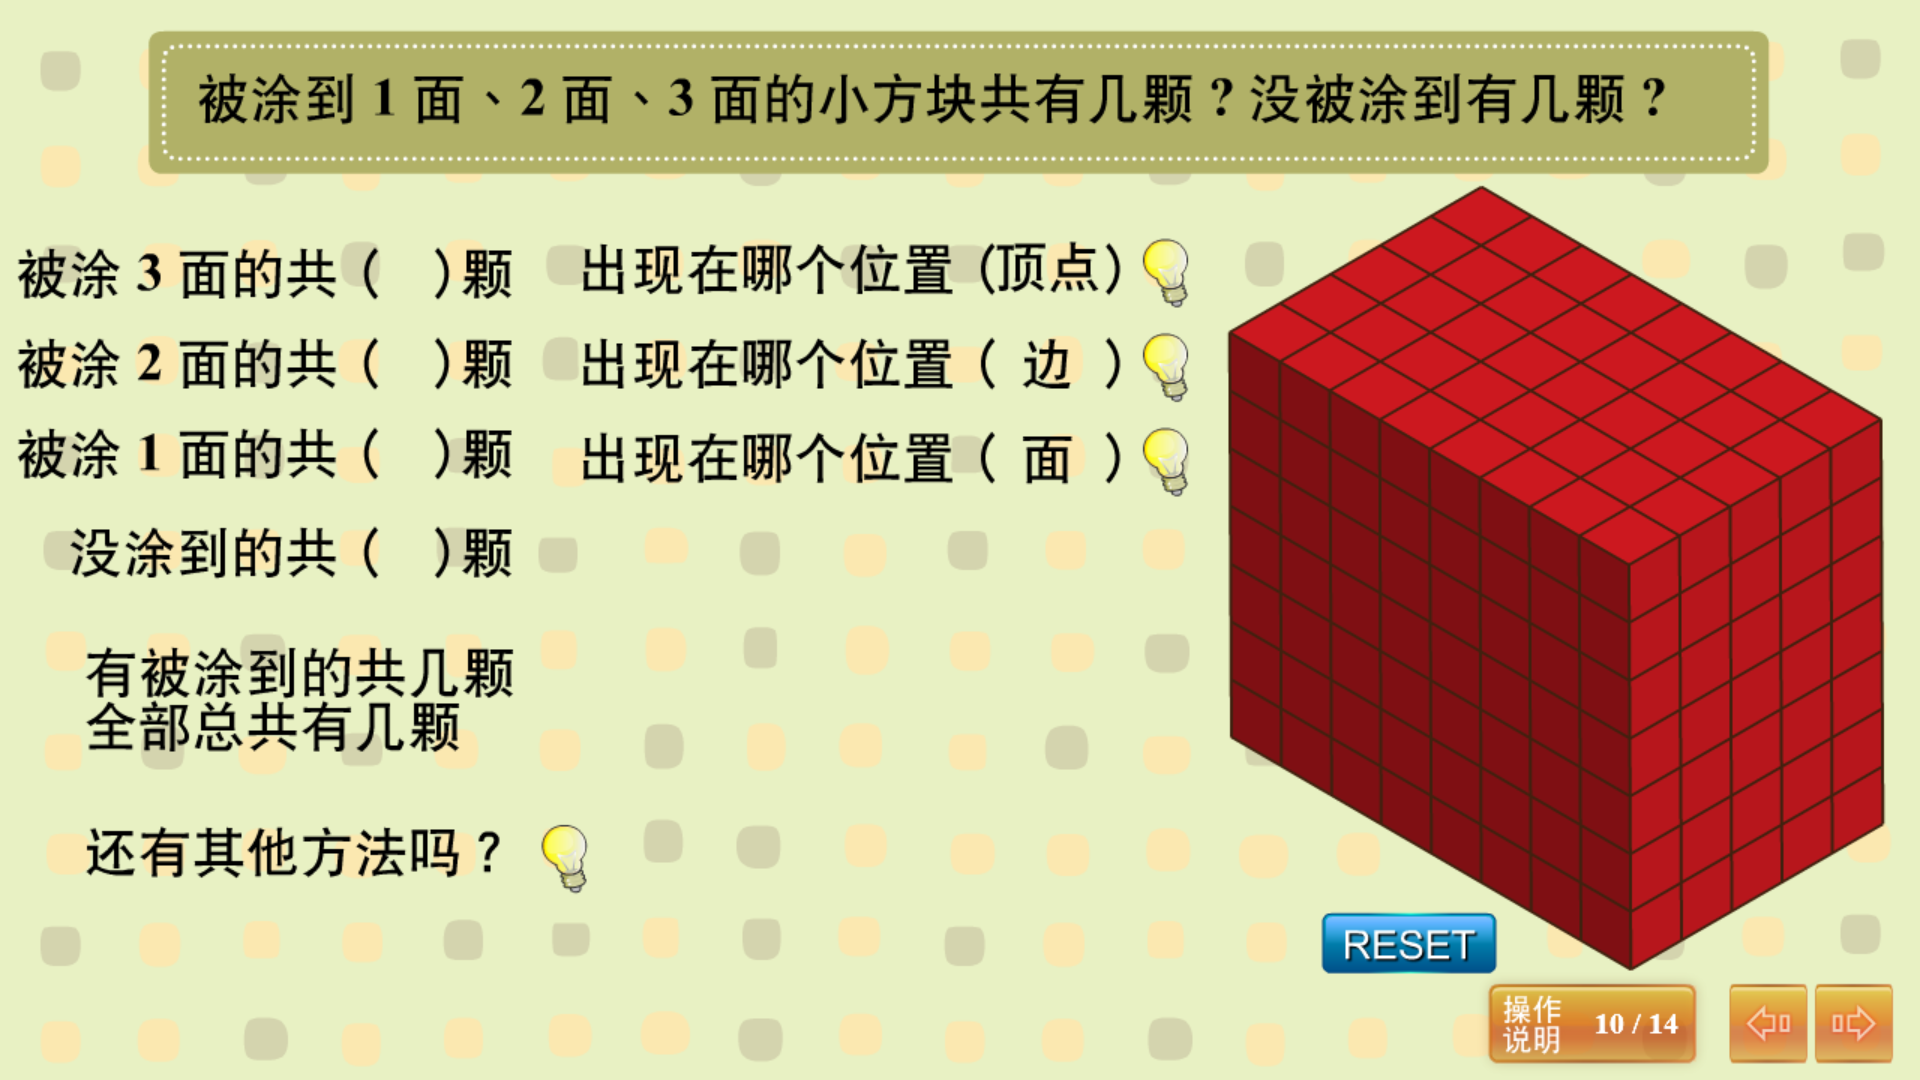 被涂到 1 面、2 面、3 面的小方块共有几颗?没被涂到有几颗?
被涂 3 面的共( )颗 出现在哪个位置(顶点)
被涂 2 面的共( )颗 出现在哪个位置( 边 )
被涂 1 面的共( )颗 出现在哪个位置( 面 )
没涂到的共( )颗
有被涂到的共几颗
全部总共有几颗
还有其他方法吗?
RESET
操作
说明
10 / 14